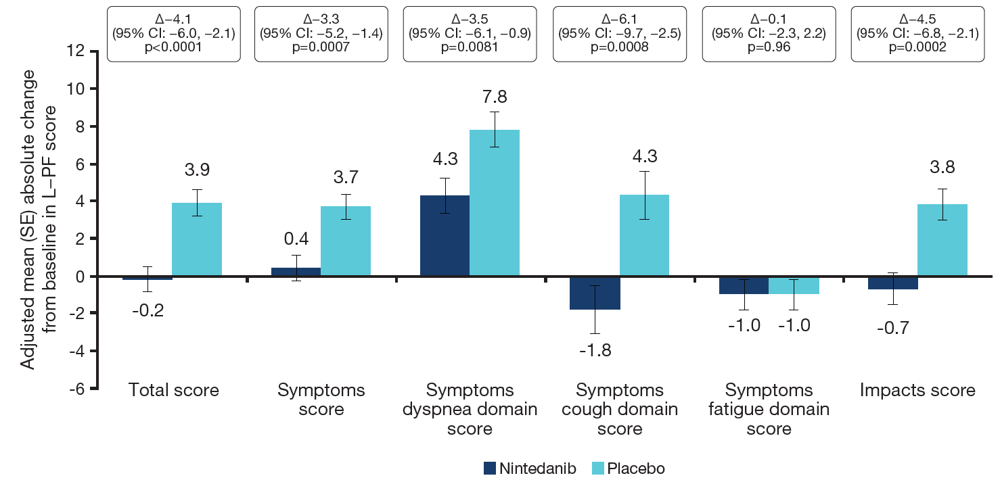 Δ–4.1
(95% CI: –6.0, –2.1)
p<0.0001
Δ–3.3
(95% CI: –5.2, –1.4)
p=0.0007
Δ–3.5
(95% CI: –6.1, –0.9)
p=0.0081
Δ–6.1
(95% CI: –9.7, –2.5)
p=0.0008
Δ–0.1
(95% CI: –2.3, 2.2)
p=0.96
Δ–4.5
(95% CI: –6.8, –2.1)
p=0.0002
Adjusted mean (SE) absolute change
from baseline in L–PF score
12
10
8
6
4
2
0
-2
-4
-6
-0.2
3.9
0.4
3.7
4.3
7.8
-1.8
4.3
-1.0
-1.0
-0.7
3.8
Total score
Symptoms
score
Symptoms
dyspnea domain
score
Symptoms
cough domain
score
Symptoms
fatigue domain
score
Impacts score
Nintedanib
Placebo